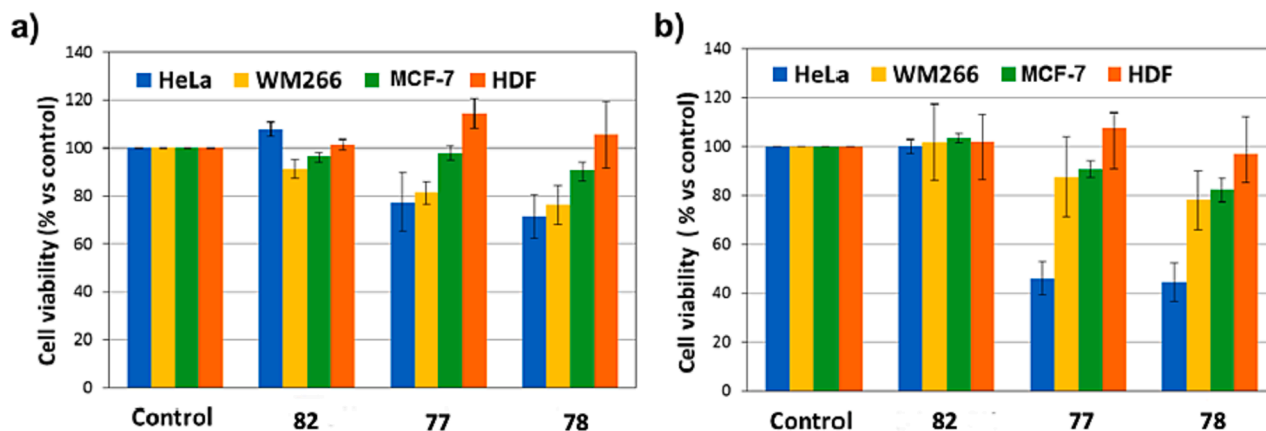 a)
140
120
100
80
60
40
20
0
Cell viability (% vs control)
HeLa WM266 MCF-7 HDF
Control 82 77 78
b)
140
120
100
80
60
40
20
0
Cell viability ( % vs control)
HeLa WM266 MCF-7 HDF
Control 82 77 78